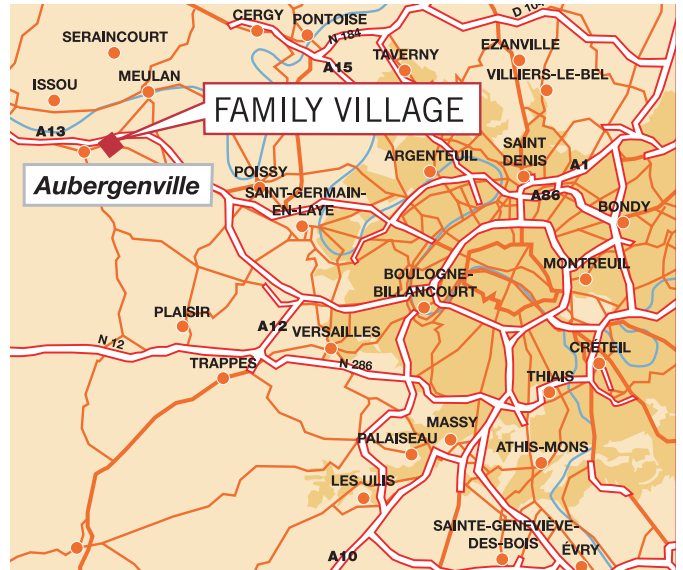 CERGY
PONTOISE
D 104
N 184
SERAINCOURT
A15
TAVERNY
EZANVILLE
VILLIERS-LE-BEL
ISSOU
MEULAN
FAMILY VILLAGE
A13
Aubergenville
POISSY
SAINT-GERMAIN-
EN-LAYE
ARGENTEUIL
SAINT
DENIS
A1
A86
BONDY
BOULOGNE-
BILLANCOURT
MONTREUIL
PLAISIR
A12
VERSAILLES
N 12
N 286
TRAPPES
CRÉTEIL
THIAIS
MASSY
PALAISEAU
ATHIS-MONS
LES ULIS
SAINTE-GENEVIÈVE-
DES-BOIS
ÉVRY
A10